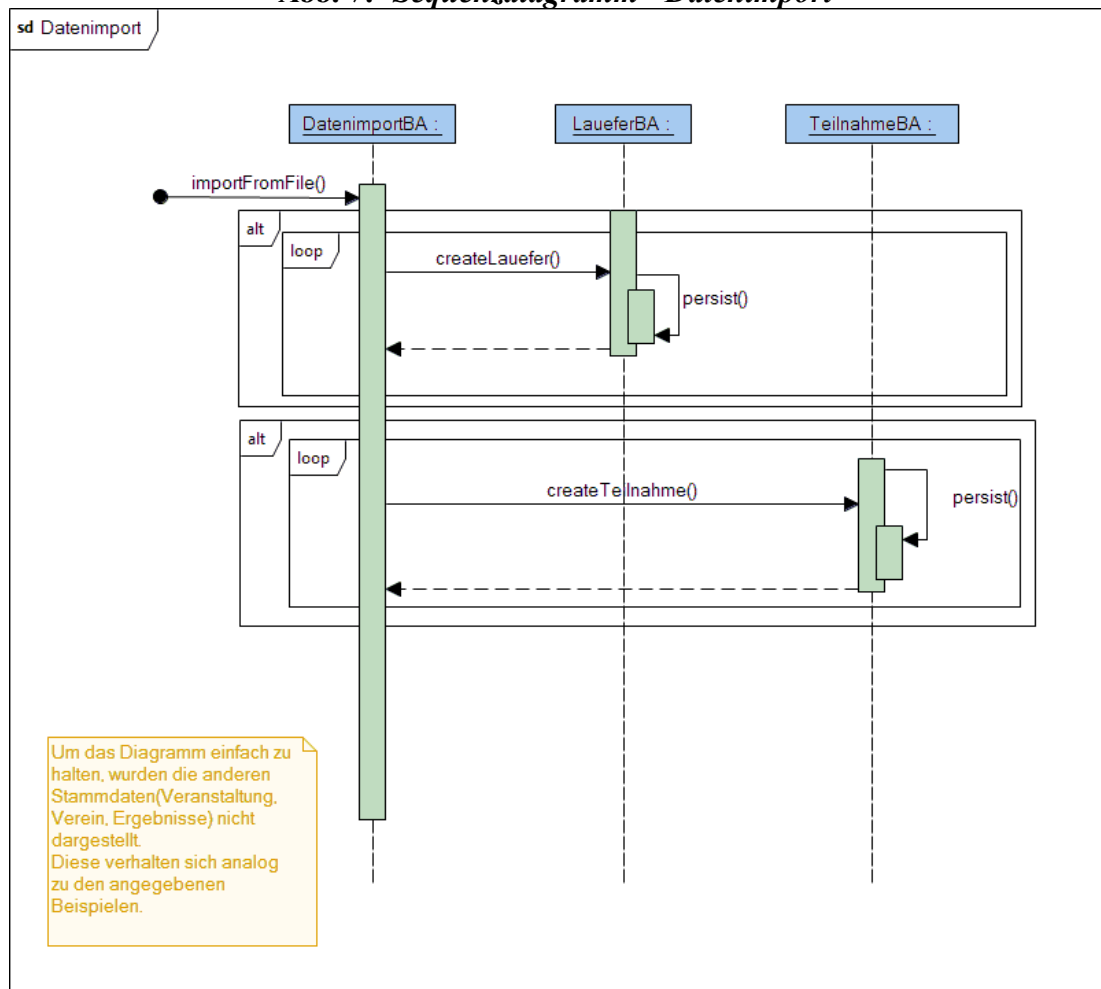 sd Datenimport
DatenimportBA :
LaueferBA :
TeilnahmeBA :
importFromFile()
alt
loop
createLauefer()
persist()
alt
loop
createTeilnahme()
persist()
Um das Diagramm einfach zu
halten, wurden die anderen
Stammdaten(Veranstaltung,
Verein, Ergebnisse) nicht
dargestellt.
Diese verhalten sich analog
zu den angegebenen
Beispielen.